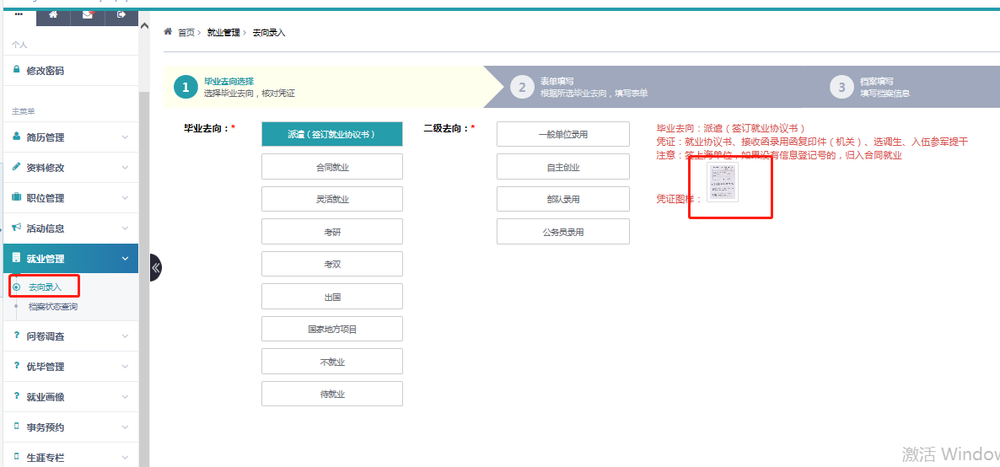 首页 > 就业管理 > 去向录入
个人
修改密码
主菜单
简历管理
资料修改
职位管理
活动信息
就业管理
去向录入
档案状态查询
问卷调查
优毕管理
就业画像
事务预约
生涯专栏
1 毕业去向选择
选择毕业去向，核对凭证
2 表单填写
根据所选毕业去向，填写表单
3 档案填写
填写档案信息
毕业去向：*
派遣（签订就业协议书）
合同就业
灵活就业
考研
考双
出国
国家地方项目
不就业
待就业
二级去向：*
一般单位录用
自主创业
部队录用
公务员录用
毕业去向：派遣（签订就业协议书）
凭证：就业协议书、接收函录用函复印件（机关）、选调生、入伍参军提干
注意：签上海单位，如果没有信息登记号的，归入合同就业
凭证图样：
激活 Window